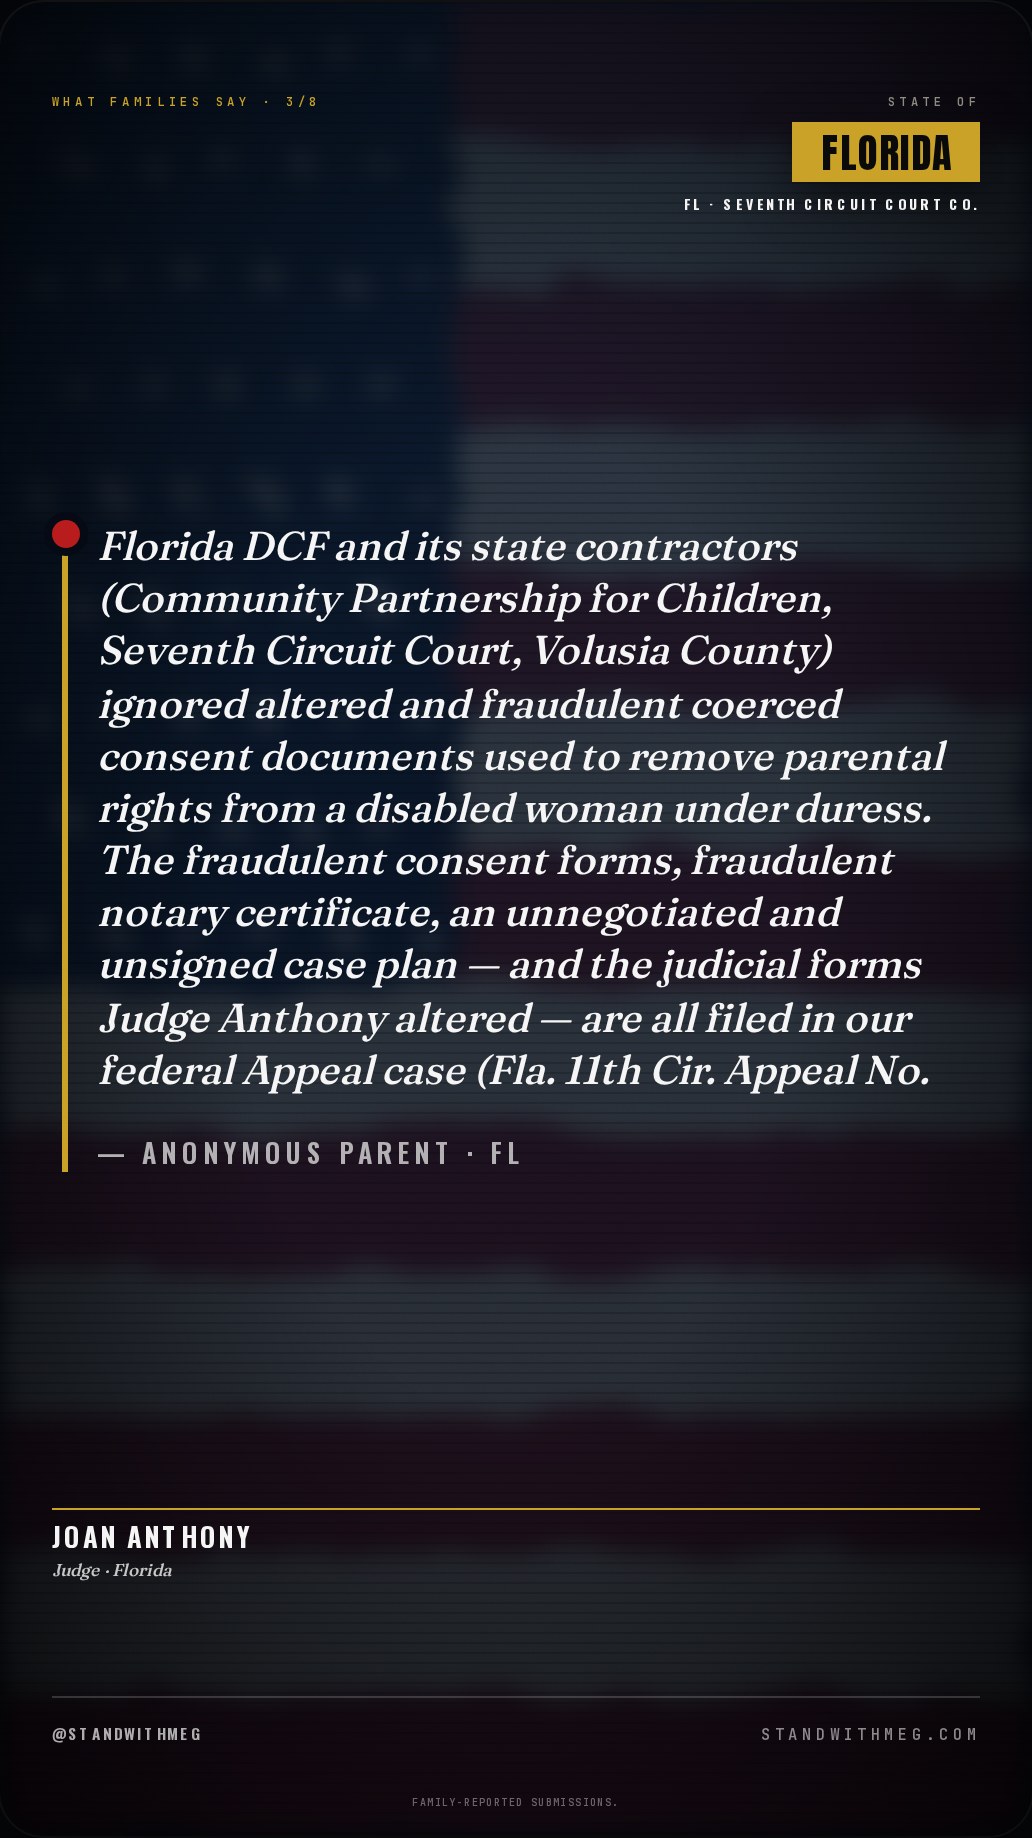 WHAT FAMILIES SAY · 3/8
STATE OF
FLORIDA
FL · SEVENTH CIRCUIT COURT CO.
Florida DCF and its state contractors
(Community Partnership for Children,
Seventh Circuit Court, Volusia County)
ignored altered and fraudulent coerced
consent documents used to remove parental
rights from a disabled woman under duress.
The fraudulent consent forms, fraudulent
notary certificate, an unnegotiated and
unsigned case plan — and the judicial forms
Judge Anthony altered — are all filed in our
federal Appeal case (Fla. 11th Cir. Appeal No.
— ANONYMOUS PARENT · FL
JOAN ANTHONY
Judge · Florida
@STANDWITHMEG
STANDWITHMEG.COM
FAMILY-REPORTED SUBMISSIONS.